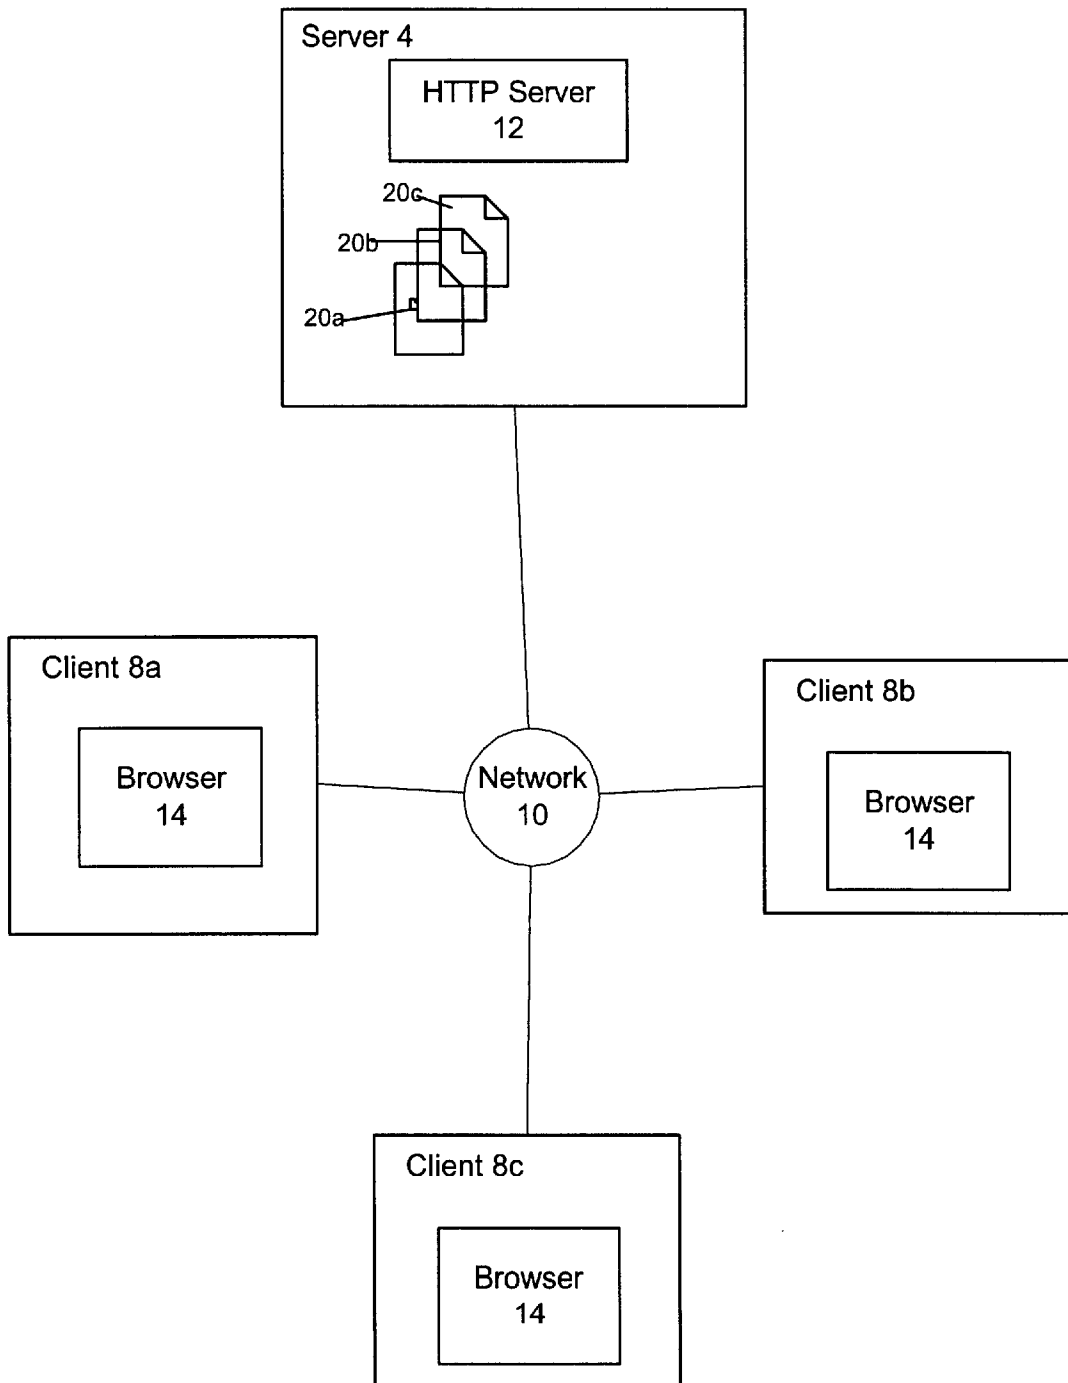 Server 4
HTTP Server
12
20c
20b
20a
Client 8a
Browser
14
Network
10
Client 8b
Browser
14
Client 8c
Browser
14